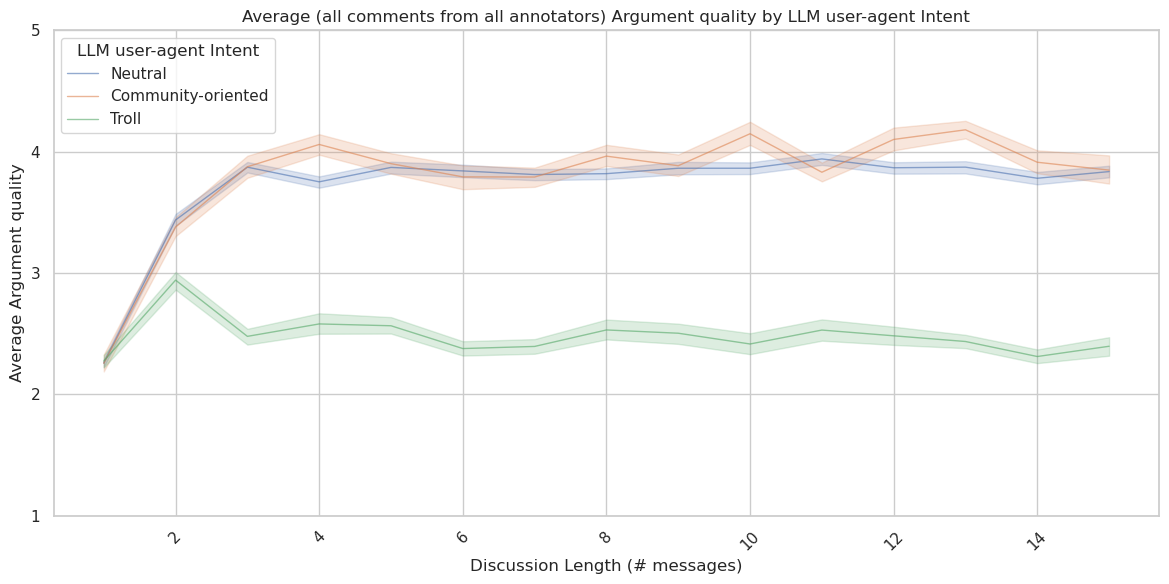 Average (all comments from all annotators) Argument quality by LLM user-agent Intent
5
4
3
2
1
Average Argument quality
LLM user-agent Intent
Neutral
Community-oriented
Troll
2
4
6
8
10
12
14
Discussion Length (# messages)